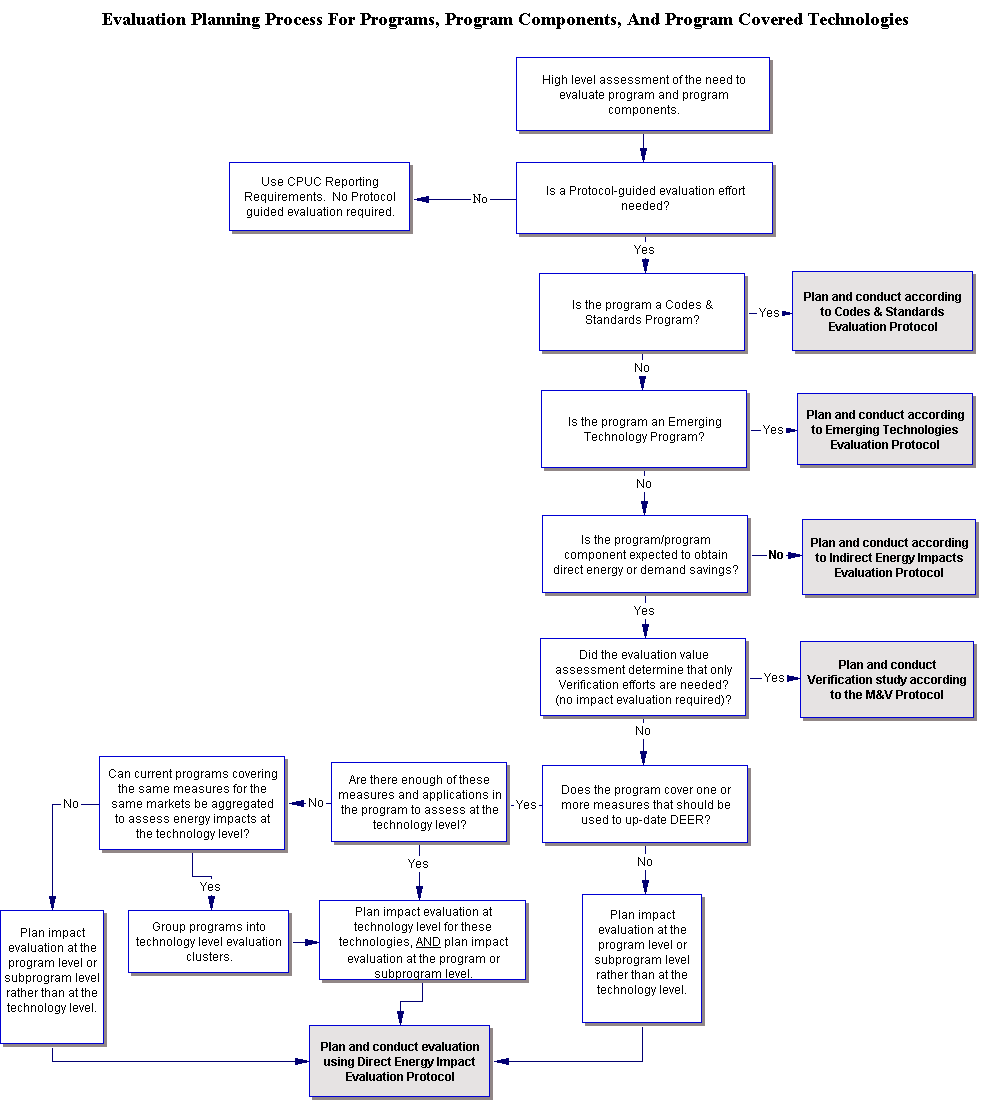 Evaluation Planning Process For Programs, Program Components, And Program Covered Technologies
High level assessment of the need to
evaluate program and program
components.
Is a Protocol-guided evaluation effort
needed?
No
Use CPUC Reporting
Requirements. No Protocol
guided evaluation required.
Yes
Is the program a Codes &
Standards Program?
Yes
Plan and conduct according
to Codes & Standards
Evaluation Protocol
No
Is the program an Emerging
Technology Program?
Yes
Plan and conduct according
to Emerging Technologies
Evaluation Protocol
No
Is the program/program
component expected to obtain
direct energy or demand savings?
No
Plan and conduct according
to Indirect Energy Impacts
Evaluation Protocol
Yes
Did the evaluation value
assessment determine that only
Verification efforts are needed?
(no impact evaluation required)?
Yes
Plan and conduct
Verification study according
to the M&V Protocol
No
Does the program cover one or
more measures that should be
used to up-date DEER?
Yes
Are there enough of these
measures and applications in
the program to assess at the
technology level?
No
Can current programs covering
the same measures for the
same markets be aggregated
to assess energy impacts at
the technology level?
No
Yes
Yes
No
Plan impact
evaluation at the
program level or
subprogram level
rather than at the
technology level.
Group programs into
technology level evaluation
clusters.
Plan impact evaluation at
technology level for these
technologies, AND plan impact
evaluation at the program or
subprogram level.
Plan impact
evaluation at the
program level or
subprogram level
rather than at the
technology level.
Plan and conduct evaluation
using Direct Energy Impact
Evaluation Protocol